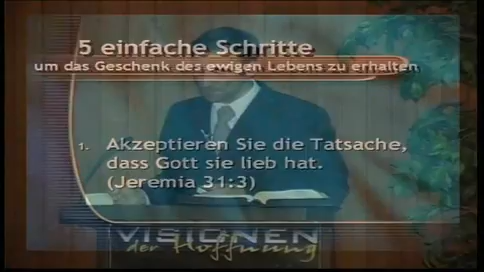 5 einfache Schritte
um das Geschenk des ewigen Lebens zu erhalten
1. Akzeptieren Sie die Tatsache,
dass Gott sie lieb hat.
(Jeremia 31:3)
VISIONEN
der Hoffnung